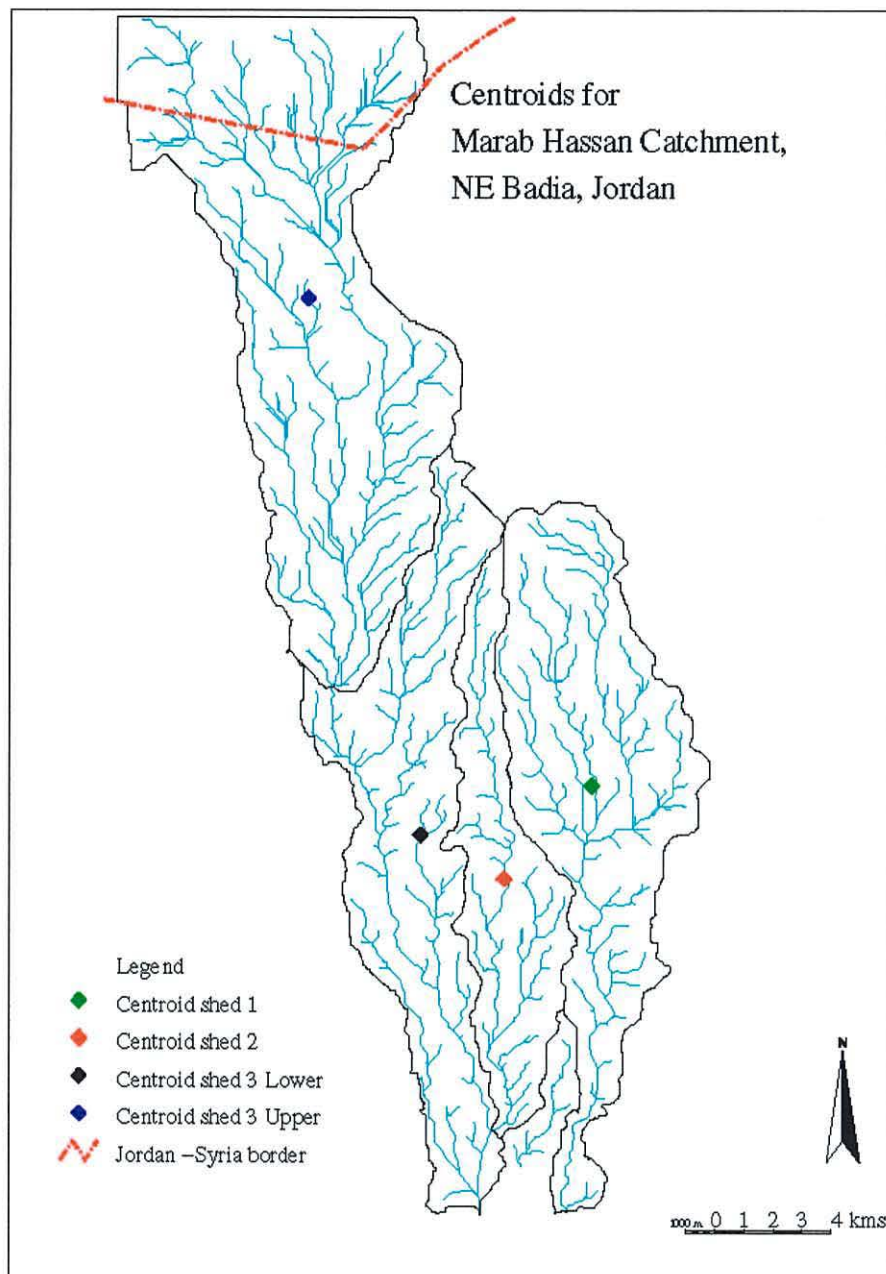 Centroids for
Marab Hassan Catchment,
NE Badia, Jordan
Legend
Centroid shed 1
Centroid shed 2
Centroid shed 3 Lower
Centroid shed 3 Upper
Jordan –Syria border
N
1000 m 0 1 2 3 4 kms